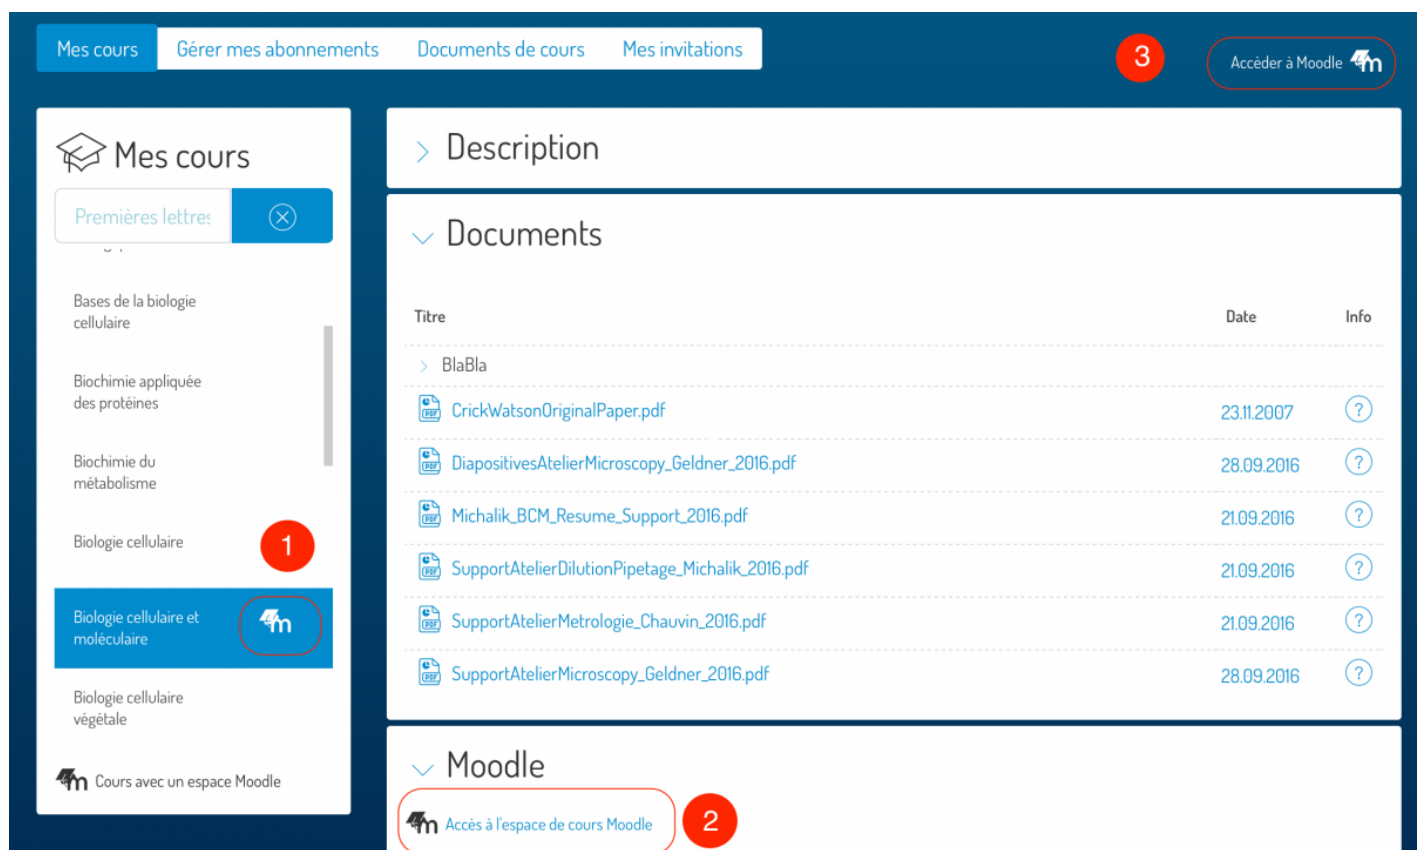 Mes cours
Gérer mes abonnements
Documents de cours
Mes invitations
3
Accèder à Moodle
Mes cours
Premières lettres
Bases de la biologie
cellulaire
Biochimie appliquée
des protéines
Biochimie du
métabolisme
Biologie cellulaire
1
Biologie cellulaire et
moléculaire
Biologie cellulaire
végétale
Cours avec un espace Moodle
Description
Documents
Titre Date Info
BlaBla
CrickWatsonOriginalPaper.pdf 23.11.2007 ?
DiapositivesAtelierMicroscopy_Geldner_2016.pdf 28.09.2016 ?
Michalik_BCM_Resume_Support_2016.pdf 21.09.2016 ?
SupportAtelierDilutionPipetage_Michalik_2016.pdf 21.09.2016 ?
SupportAtelierMetrologie_Chauvin_2016.pdf 21.09.2016 ?
SupportAtelierMicroscopy_Geldner_2016.pdf 28.09.2016 ?
Moodle
Accès à l'espace de cours Moodle
2